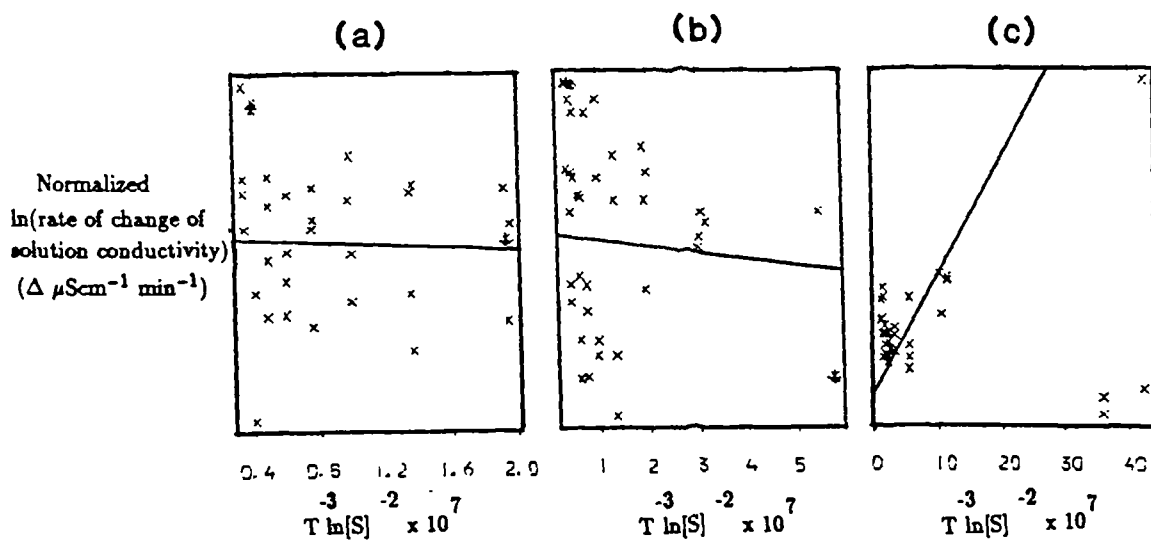 (a) (b) (c)
Normalized
ln(rate of change of
solution conductivity)
(Δ μScm⁻¹ min⁻¹)
0.4 0.8 1.2 1.6 2.0
1 2 3 4 5
0 10 20 30 40
T⁻³ ln[S]⁻² x 10⁷
T⁻³ ln[S]⁻² x 10⁷
T⁻³ ln[S]⁻² x 10⁷